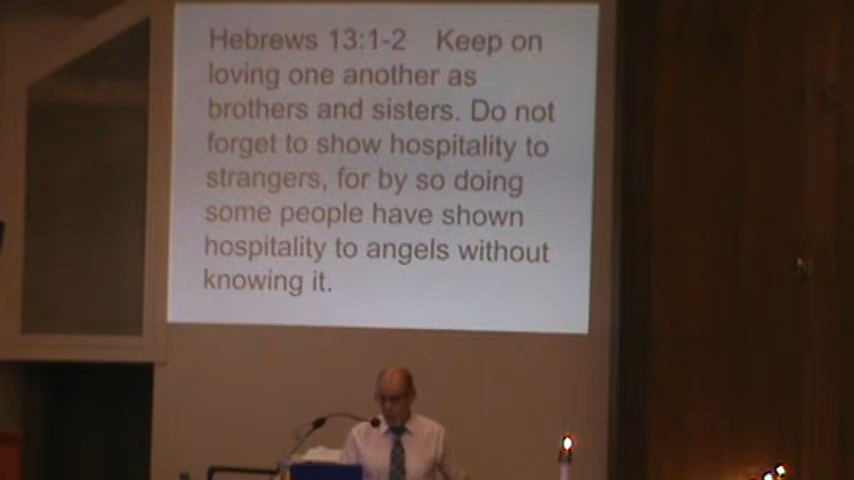 Hebrews 13:1-2 Keep on
loving one another as
brothers and sisters. Do not
forget to show hospitality to
strangers, for by so doing
some people have shown
hospitality to angels without
knowing it.